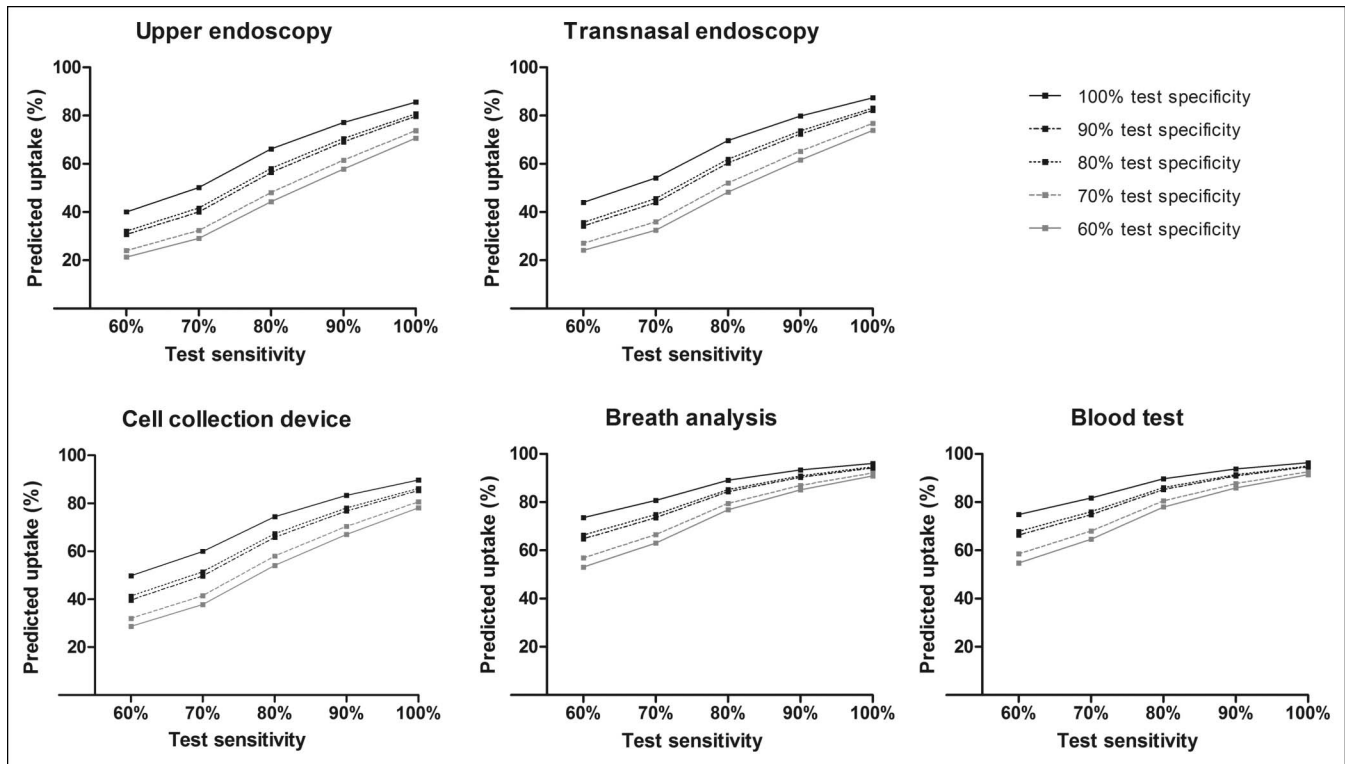 Upper endoscopy
Predicted uptake (%)
100
80
60
40
20
60% 70% 80% 90% 100%
Test sensitivity
Transnasal endoscopy
Predicted uptake (%)
100
80
60
40
20
60% 70% 80% 90% 100%
Test sensitivity
100% test specificity
90% test specificity
80% test specificity
70% test specificity
60% test specificity
Cell collection device
Predicted uptake (%)
100
80
60
40
20
60% 70% 80% 90% 100%
Test sensitivity
Breath analysis
Predicted uptake (%)
100
80
60
40
20
60% 70% 80% 90% 100%
Test sensitivity
Blood test
Predicted uptake (%)
100
80
60
40
20
60% 70% 80% 90% 100%
Test sensitivity